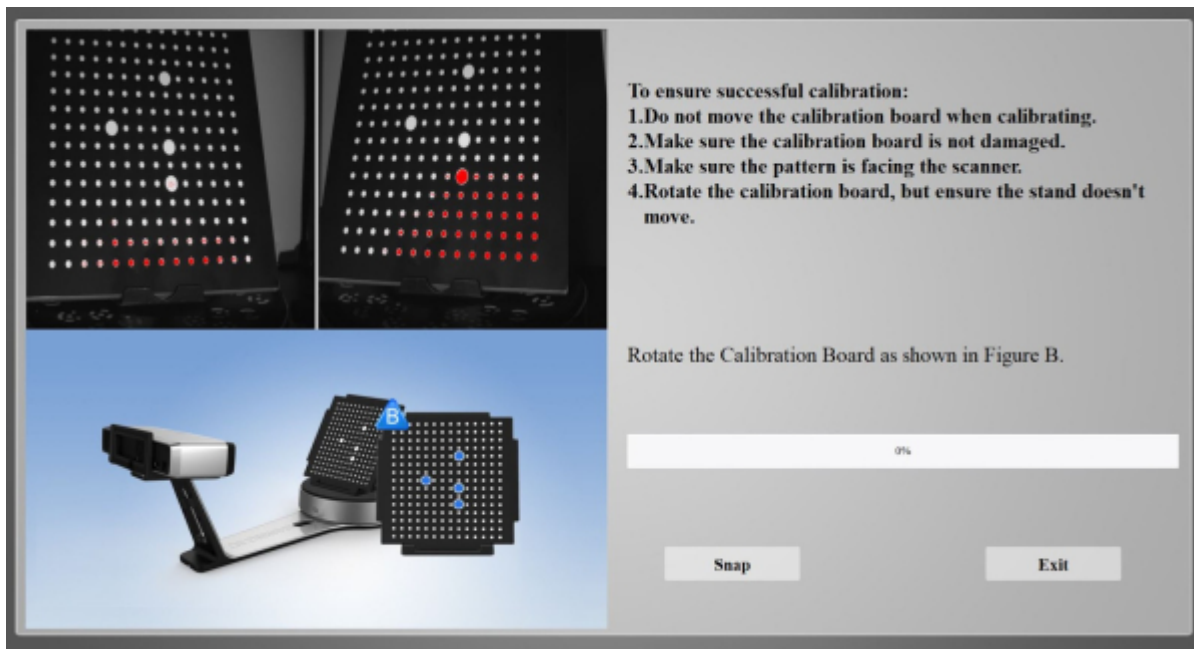 To ensure successful calibration:
1.Do not move the calibration board when calibrating.
2.Make sure the calibration board is not damaged.
3.Make sure the pattern is facing the scanner.
4.Rotate the calibration board, but ensure the stand doesn't
move.
B
Rotate the Calibration Board as shown in Figure B.
0%
Snap
Exit